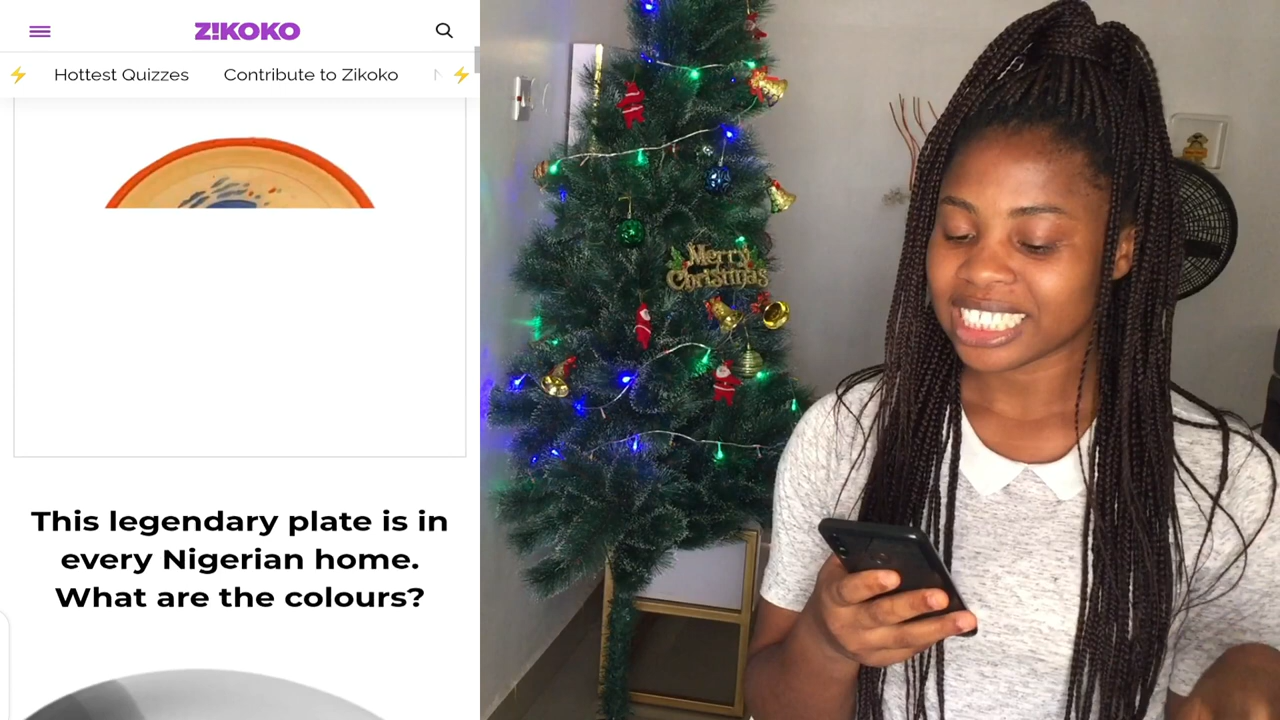 Z!KOKO
Hottest Quizzes
Contribute to Zikoko
This legendary plate is in
every Nigerian home.
What are the colours?
Merry
Christmas